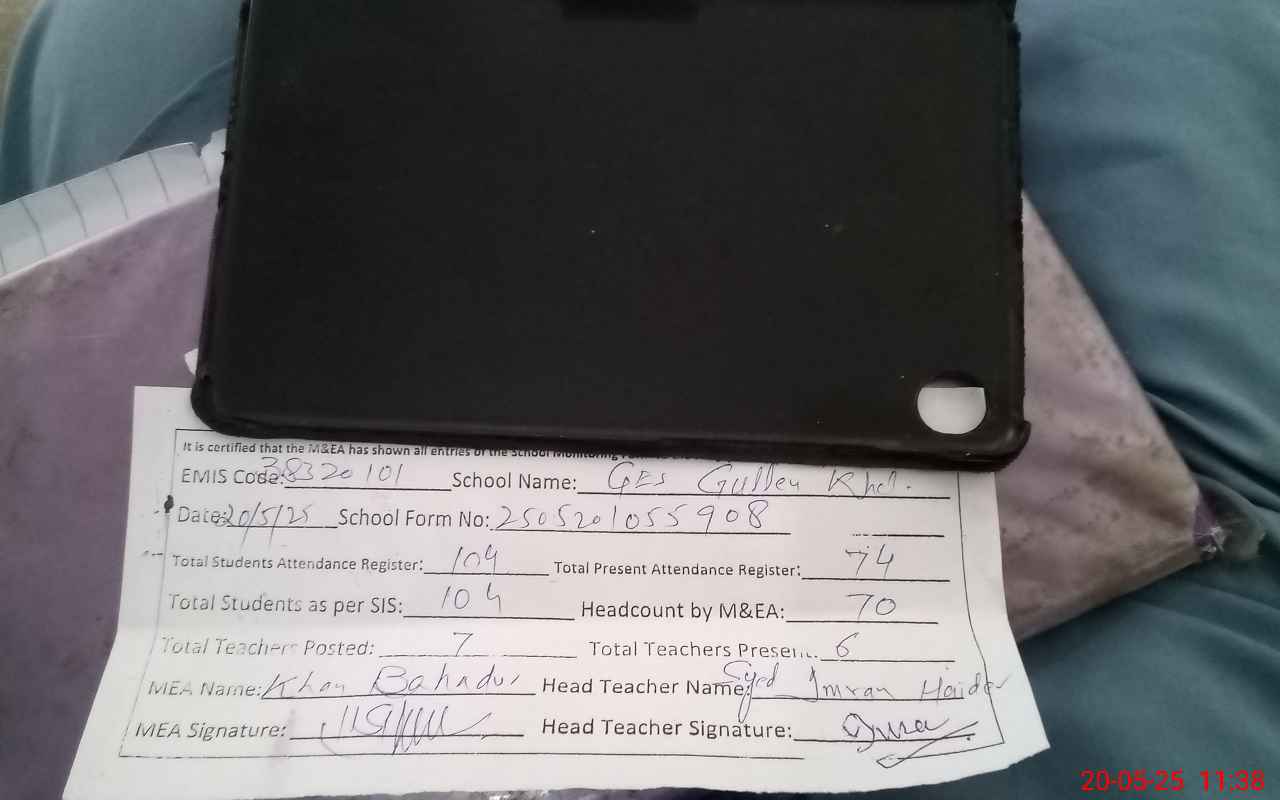 It is certified that the M&EA has shown all entries of the School Monitoring
EMIS Code: 38320101 School Name: GES Gullen Khel.
Date: 20/5/25 School Form No: 2505201055908
Total Students Attendance Register: 104 Total Present Attendance Register: 74
Total Students as per SIS: 104 Headcount by M&EA: 70
Total Teachers Posted: 7 Total Teachers Present: 6
MEA Name: Khan Bahadur Head Teacher Name: Syed Imran Haider
MEA Signature: Head Teacher Signature:
20-05-25 11:38